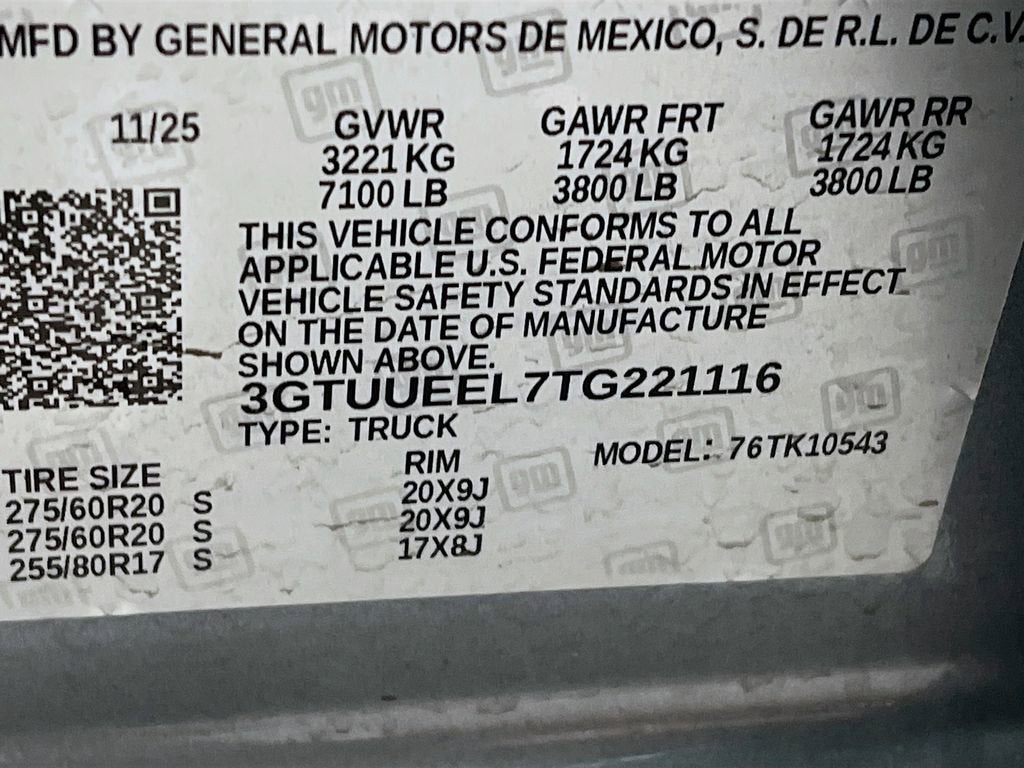 MFD BY GENERAL MOTORS DE MEXICO, S. DE R.L. DE C.V.
11/25 GVWR GAWR FRT GAWR RR
3221 KG 1724 KG 1724 KG
7100 LB 3800 LB 3800 LB
THIS VEHICLE CONFORMS TO ALL
APPLICABLE U.S. FEDERAL MOTOR
VEHICLE SAFETY STANDARDS IN EFFECT
ON THE DATE OF MANUFACTURE
SHOWN ABOVE.
3GTUUEEL7TG221116
TYPE: TRUCK
MODEL: 76TK10543
TIRE SIZE RIM
275/60R20 S 20X9J
275/60R20 S 20X9J
255/80R17 S 17X8J
gm